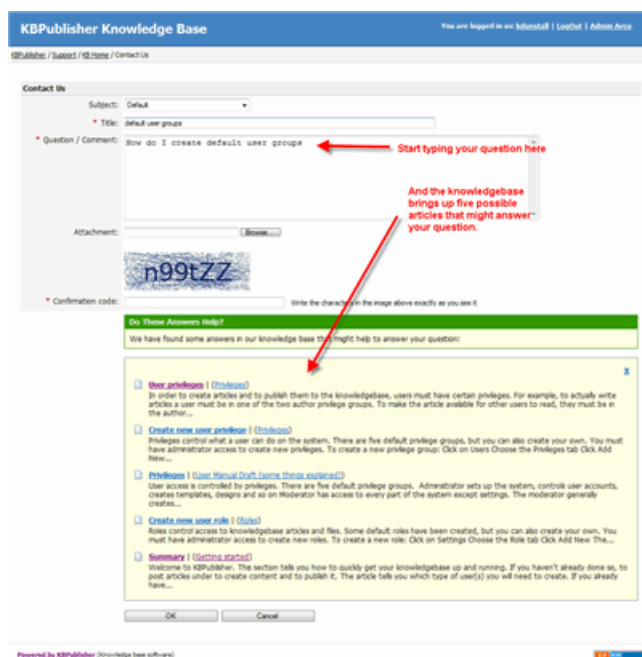 KBPublisher Knowledge Base
You are logged in as: kdunstall | LogOut | Admin Area
KBPublisher / Support / KB Home / Contact Us
Contact Us
Subject: Default
* Title: default user groups
* Question / Comment: How do I create default user groups
Start typing your question here
And the knowledgebase
brings up five possible
articles that might answer
your question.
Attachment: Browse...
n99tZZ
* Confirmation code: Write the characters in the image above exactly as you see it
Do These Answers Help?
We have found some answers in our knowledge base that might help to answer your question:
X
User privileges | (Privileges)
In order to create articles and to publish them to the knowledgebase, users must have certain privileges. For example, to actually write
articles a user must be in one of the two author privilege groups. To make the article available for other users to read, they must be in
the author...
Create new user privilege | (Privileges)
Privileges control what a user can do on the system. There are five default privilege groups, but you can also create your own. You must
have administrator access to create new privileges. To create a new privilege group: Click on Users Choose the Privileges tab Click Add
New...
Privileges | (User Manual Draft (some things explained))
User access is controlled by privileges. There are five default privilege groups. Administrator sets up the system, controls user accounts,
creates templates, designs and so on Moderator has access to every part of the system except settings. The moderator generally
creates...
Create new user role | (Roles)
Roles control access to knowledgebase articles and files. Some default roles have been created, but you can also create your own. You
must have administrator access to create new roles. To create a new role: Click on Settings Choose the Role tab Click Add New The...
Summary | (Getting started)
Welcome to KBPublisher. This section tells you how to quickly get your knowledgebase up and running. If you haven't already done so, to
post articles under to create content and to publish it. The article tells you which type of user(s) you will need to create. If you already
have...
OK Cancel
Powered by KBPublisher (Knowledge base software)